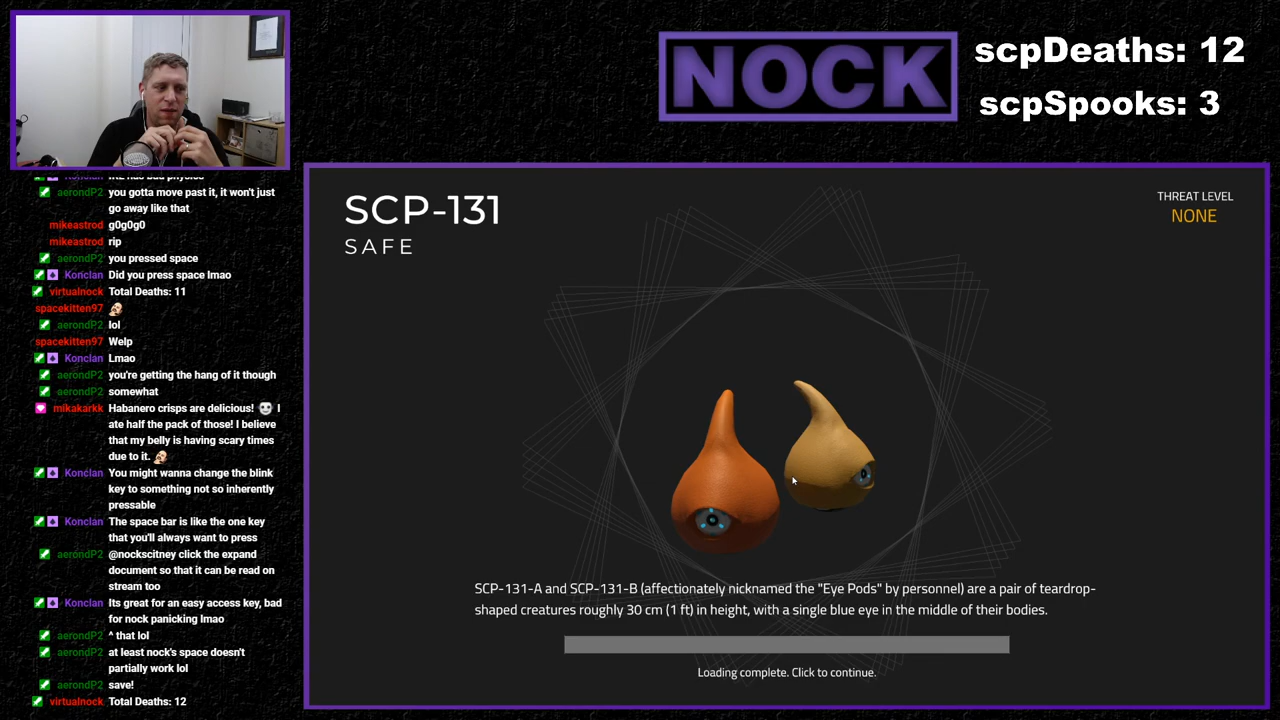 NOCK
scpDeaths: 12
scpSpooks: 3
aerondP2 you gotta move past it, it won't just
go away like that
mikeastrod g0g0g0
mikeastrod rip
aerondP2 you pressed space
Konclan Did you press space lmao
virtualnock Total Deaths: 11
spacekitten97
aerondP2 lol
spacekitten97 Welp
Konclan Lmao
aerondP2 you're getting the hang of it though
aerondP2 somewhat
mikakarkk Habanero crisps are delicious! I
ate half the pack of those! I believe
that my belly is having scary times
due to it.
Konclan You might wanna change the blink
key to something not so inherently
pressable
Konclan The space bar is like the one key
that you'll always want to press
aerondP2 @nockscitney click the expand
document so that it can be read on
stream too
Konclan Its great for an easy access key, bad
for nock panicking lmao
aerondP2 ^ that lol
aerondP2 at least nock's space doesn't
partially work lol
aerondP2 save!
virtualnock Total Deaths: 12
SCP-131
SAFE
THREAT LEVEL
NONE
SCP-131-A and SCP-131-B (affectionately nicknamed the "Eye Pods" by personnel) are a pair of teardrop-
shaped creatures roughly 30 cm (1 ft) in height, with a single blue eye in the middle of their bodies.
Loading complete. Click to continue.